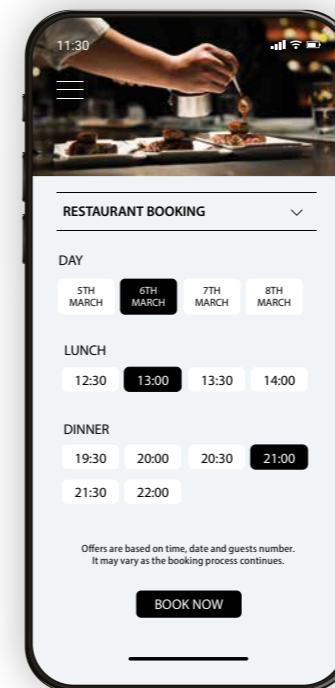 11:30
RESTAURANT BOOKING
DAY
5TH MARCH 6TH MARCH 7TH MARCH 8TH MARCH
LUNCH
12:30 13:00 13:30 14:00
DINNER
19:30 20:00 20:30 21:00
21:30 22:00
Offers are based on time, date and guests number.
It may vary as the booking process continues.
BOOK NOW